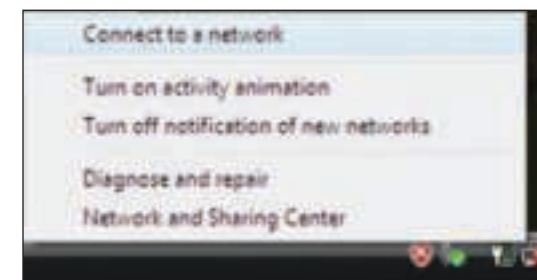 Connect to a network
Turn on activity animation
Turn off notification of new networks
Diagnose and repair
Network and Sharing Center